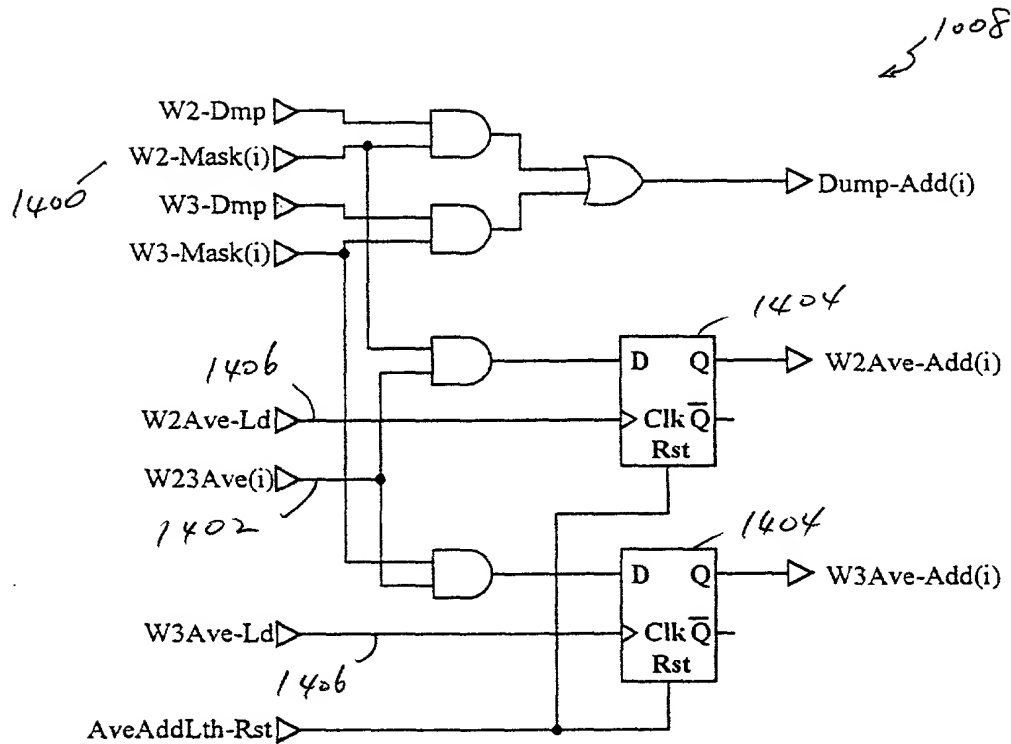 1008
W2-Dmp
W2-Mask(i)
1400
W3-Dmp
Dump-Add(i)
W3-Mask(i)
1404
D Q
W2Ave-Add(i)
1406
W2Ave-Ld
Clk Q̅
Rst
W23Ave(i)
1402
1404
D Q
W3Ave-Add(i)
W3Ave-Ld
Clk Q̅
Rst
1406
AveAddLth-Rst